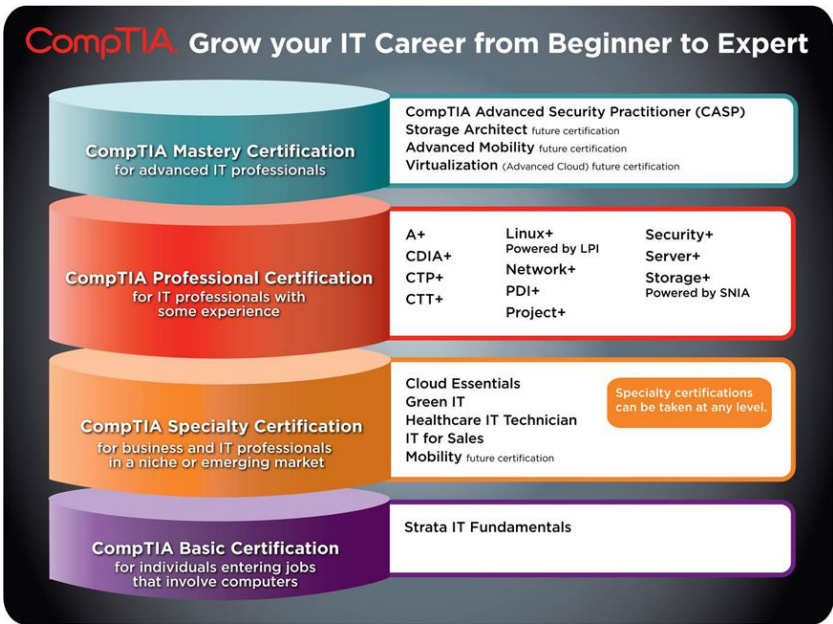 CompTIA. Grow your IT Career from Beginner to Expert
CompTIA Mastery Certification
for advanced IT professionals
CompTIA Advanced Security Practitioner (CASP)
Storage Architect future certification
Advanced Mobility future certification
Virtualization (Advanced Cloud) future certification
CompTIA Professional Certification
for IT professionals with
some experience
A+
CDIA+
CTP+
CTT+
Linux+
Powered by LPI
Network+
PDI+
Project+
Security+
Server+
Storage+
Powered by SNIA
CompTIA Specialty Certification
for business and IT professionals
in a niche or emerging market
Cloud Essentials
Green IT
Healthcare IT Technician
IT for Sales
Mobility future certification
Specialty certifications
can be taken at any level.
CompTIA Basic Certification
for individuals entering jobs
that involve computers
Strata IT Fundamentals